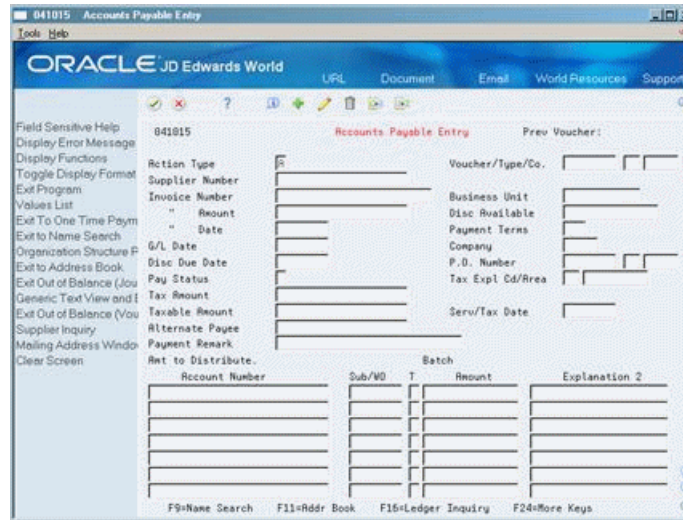 041015 Accounts Payable Entry
Tools Help
ORACLE JD Edwards World
URL Document Email World Resources Support
Field Sensitive Help
Display Error Message
Display Functions
Toggle Display Format
Exit Program
Values List
Exit To One Time Paym
Exit to Name Search
Organization Structure P
Exit to Address Book
Exit Out of Balance (Jou
Generic Text View and E
Exit Out of Balance (Vou
Supplier Inquiry
Mailing Address Windo
Clear Screen
041015 Accounts Payable Entry Prev Voucher:
Action Type A Voucher/Type/Co.
Supplier Number
Invoice Number Business Unit
" Amount Disc Available
" Date Payment Terms
G/L Date Company
Disc Due Date P.O. Number
Pay Status Tax Expl Cd/Area
Tax Amount
Taxable Amount Serv/Tax Date
Alternate Payee
Payment Remark
Amt to Distribute. Batch
Account Number Sub/WO T Amount Explanation 2
F9=Name Search F11=Addr Book F16=Ledger Inquiry F24=More Keys